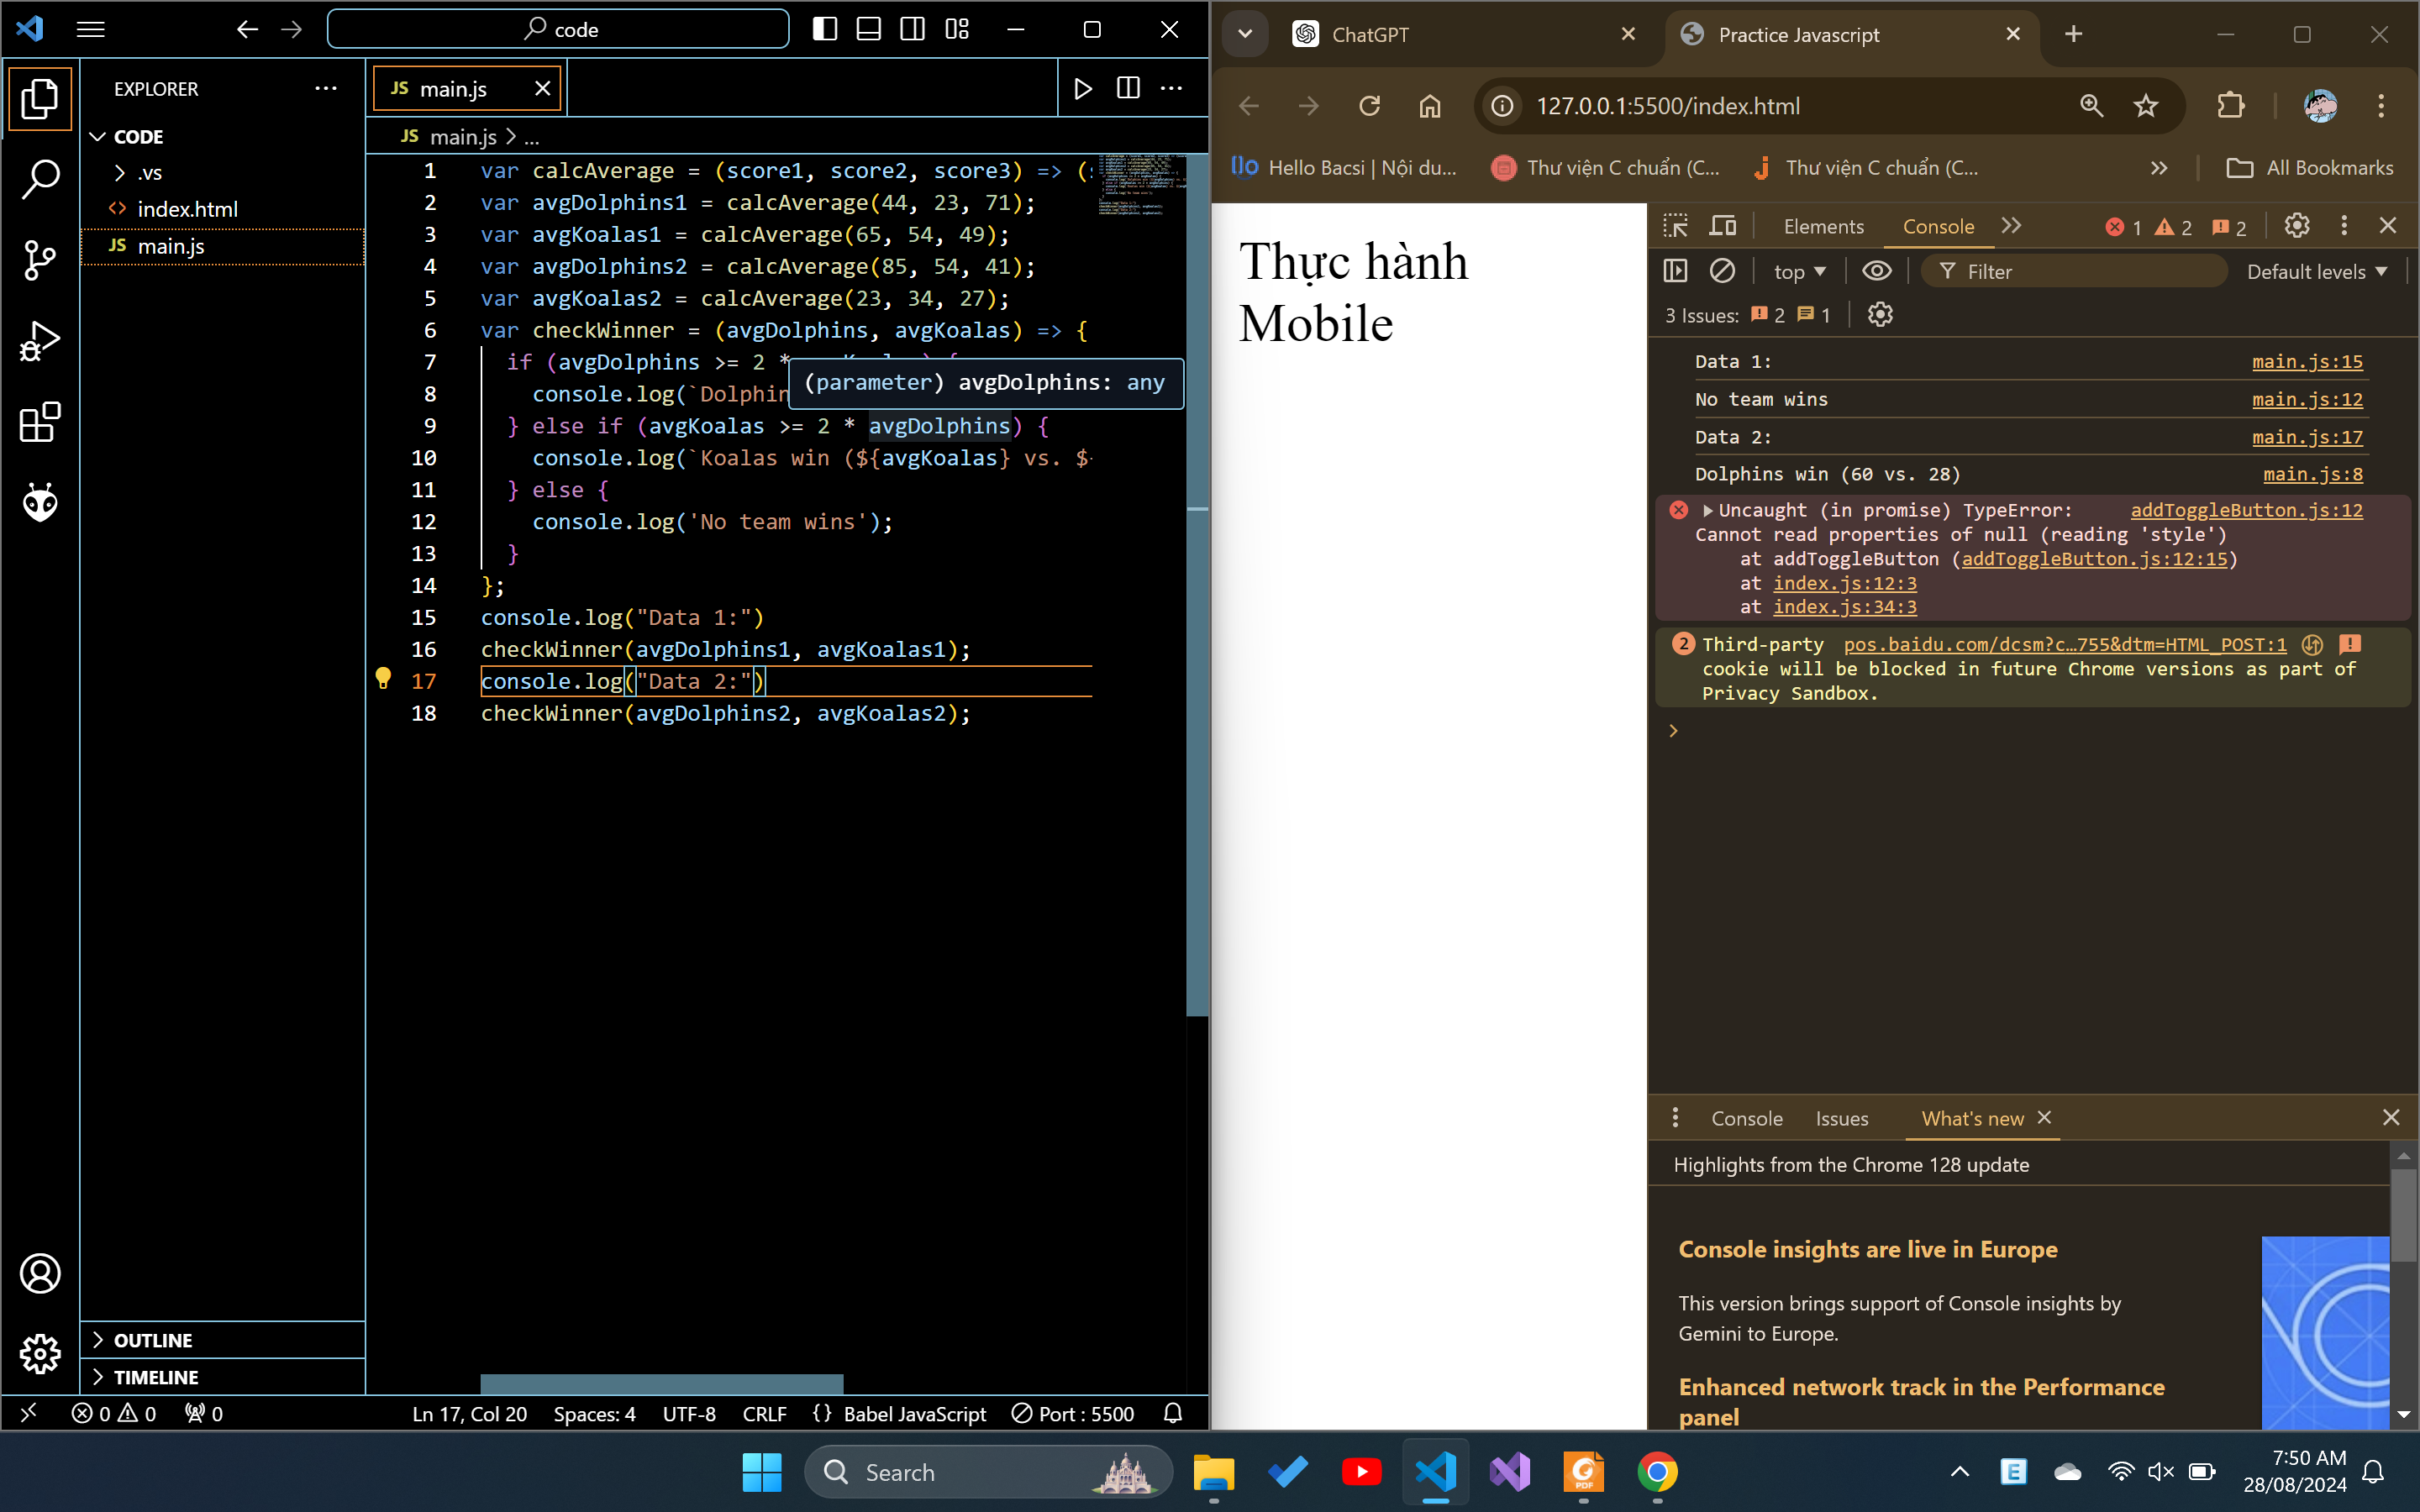 code
EXPLORER
CODE
.vs
index.html
JS main.js
JS main.js
JS main.js > ...
1 var calcAverage = (score1, score2, score3) => (
2 var avgDolphins1 = calcAverage(44, 23, 71);
3 var avgKoalas1 = calcAverage(65, 54, 49);
4 var avgDolphins2 = calcAverage(85, 54, 41);
5 var avgKoalas2 = calcAverage(23, 34, 27);
6 var checkWinner = (avgDolphins, avgKoalas) => {
7 if (avgDolphins >= 2 *
(parameter) avgDolphins: any
8 console.log(`Dolphin
9 } else if (avgKoalas >= 2 * avgDolphins) {
10 console.log(`Koalas win (${avgKoalas} vs. $
11 } else {
12 console.log('No team wins');
13 }
14 };
15 console.log("Data 1:")
16 checkWinner(avgDolphins1, avgKoalas1);
17 console.log("Data 2:")
18 checkWinner(avgDolphins2, avgKoalas2);
OUTLINE
TIMELINE
0 0 0 Ln 17, Col 20 Spaces: 4 UTF-8 CRLF {} Babel JavaScript Port : 5500
ChatGPT Practice Javascript
127.0.0.1:5500/index.html
Hello Bacsi | Nội du... Thư viện C chuẩn (C... Thư viện C chuẩn (C... All Bookmarks
Thực hành
Mobile
Elements Console 1 2 2
top Filter Default levels
3 Issues: 2 1
Data 1: main.js:15
No team wins main.js:12
Data 2: main.js:17
Dolphins win (60 vs. 28) main.js:8
Uncaught (in promise) TypeError: addToggleButton.js:12
Cannot read properties of null (reading 'style')
at addToggleButton (addToggleButton.js:12:15)
at index.js:12:3
at index.js:34:3
2 Third-party pos.baidu.com/dcsm?c…755&dtm=HTML_POST:1
cookie will be blocked in future Chrome versions as part of
Privacy Sandbox.
Console Issues What's new
Highlights from the Chrome 128 update
Console insights are live in Europe
This version brings support of Console insights by
Gemini to Europe.
Enhanced network track in the Performance
panel
Search
PDF
E
7:50 AM
28/08/2024